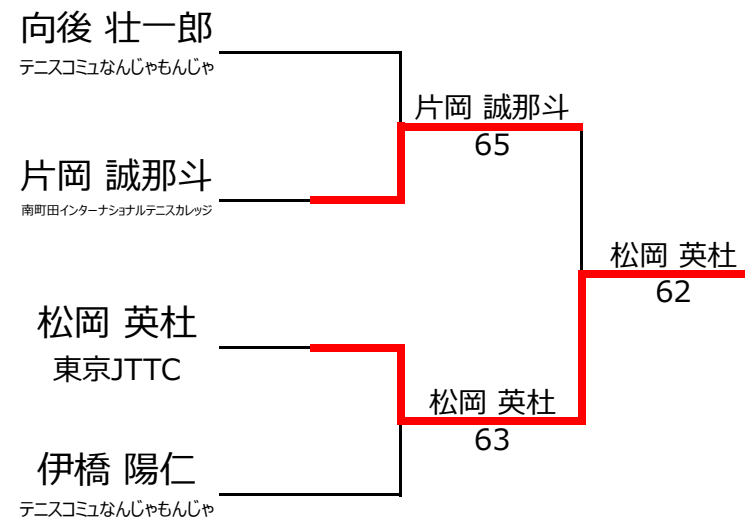 向後 壮一郎
テニスコミュなんじゃもんじゃ
片岡 誠那斗
65
片岡 誠那斗
南町田インターナショナルテニスカレッジ
松岡 英杜
62
松岡 英杜
東京JTTC
松岡 英杜
63
伊橋 陽仁
テニスコミュなんじゃもんじゃ